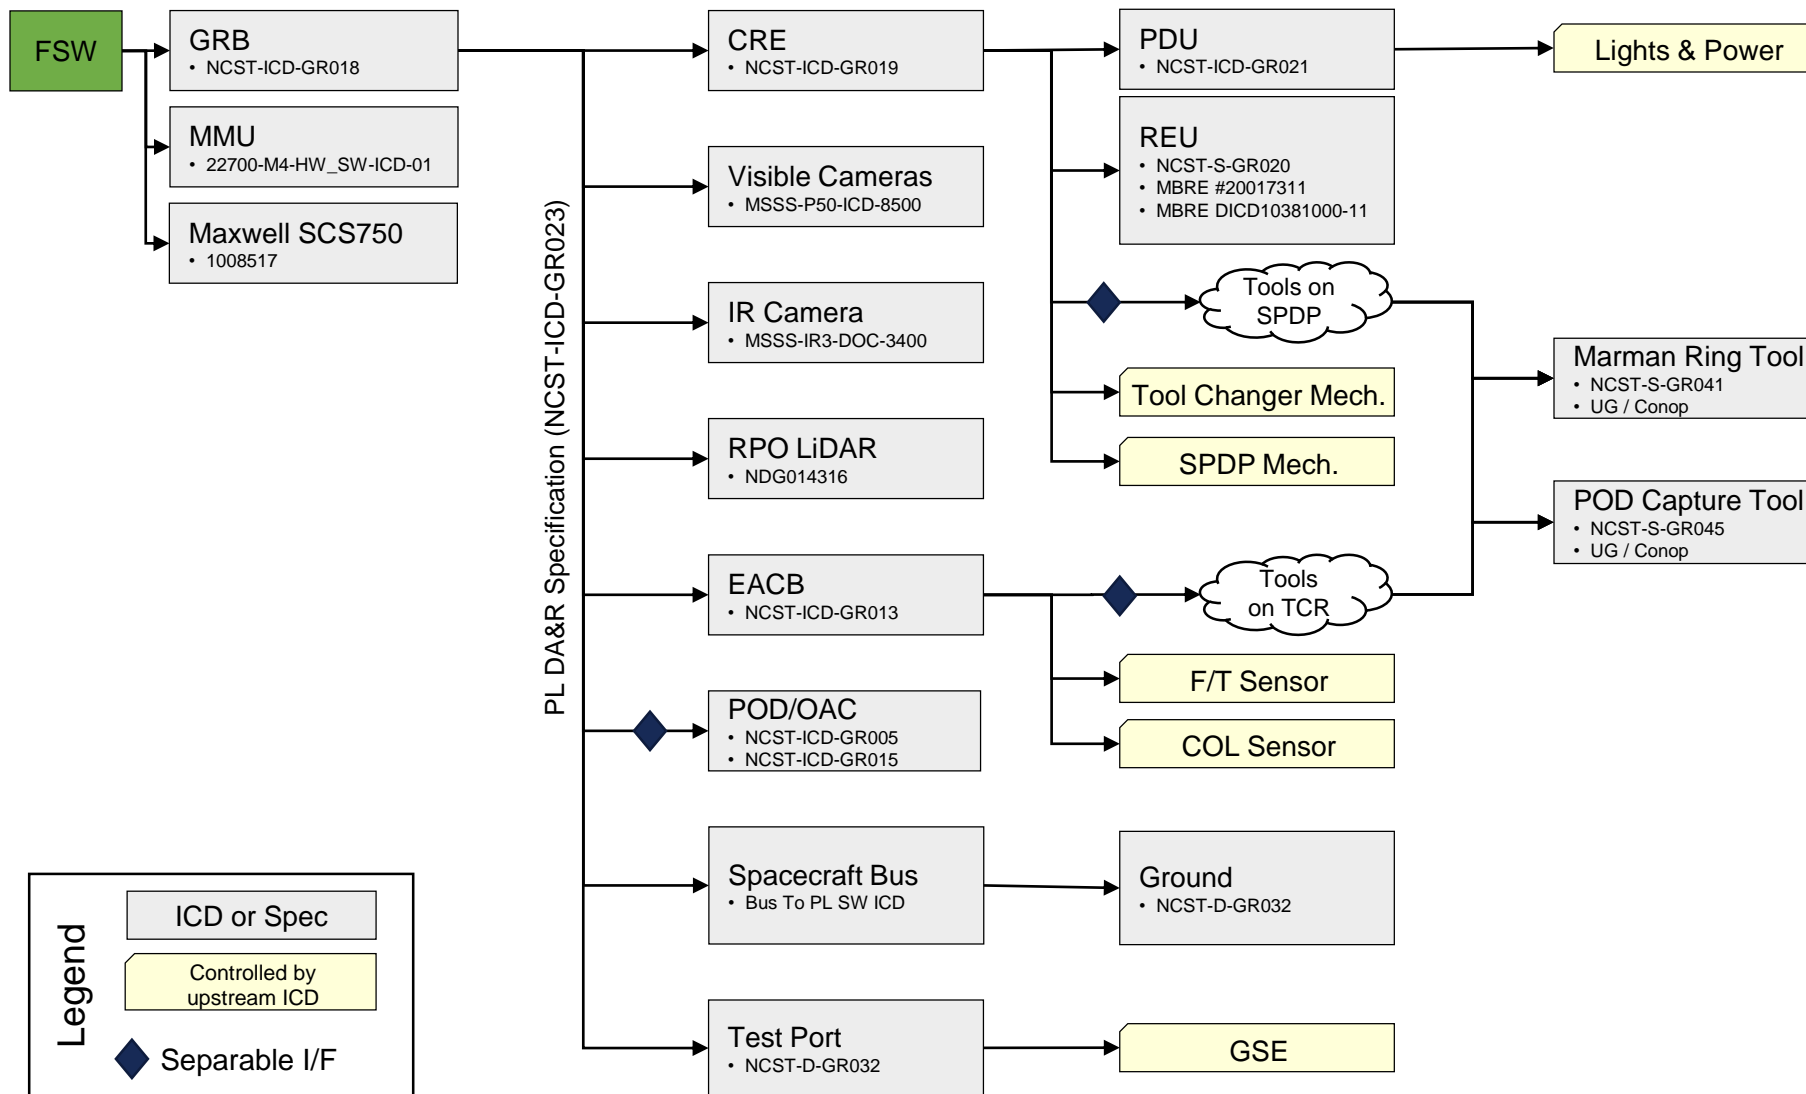 FSW
GRB
• NCST-ICD-GR018
MMU
• 22700-M4-HW_SW-ICD-01
Maxwell SCS750
• 1008517
PL DA&R Specification (NCST-ICD-GR023)
CRE
• NCST-ICD-GR019
Visible Cameras
• MSSS-P50-ICD-8500
IR Camera
• MSSS-IR3-DOC-3400
RPO LiDAR
• NDG014316
EACB
• NCST-ICD-GR013
POD/OAC
• NCST-ICD-GR005
• NCST-ICD-GR015
Spacecraft Bus
• Bus To PL SW ICD
Test Port
• NCST-D-GR032
PDU
• NCST-ICD-GR021
REU
• NCST-S-GR020
• MBRE #20017311
• MBRE DICD10381000-11
Tools on
SPDP
Tool Changer Mech.
SPDP Mech.
Tools
on TCR
F/T Sensor
COL Sensor
Ground
• NCST-D-GR032
GSE
Lights & Power
Marman Ring Tool
• NCST-S-GR041
• UG / Conop
POD Capture Tool
• NCST-S-GR045
• UG / Conop
Legend
ICD or Spec
Controlled by
upstream ICD
Separable I/F